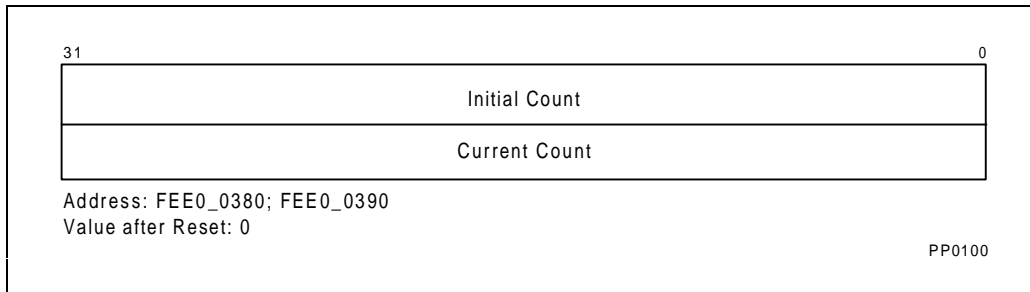 31 0
Initial Count
Current Count
Address: FEE0_0380; FEE0_0390
Value after Reset: 0
PP0100